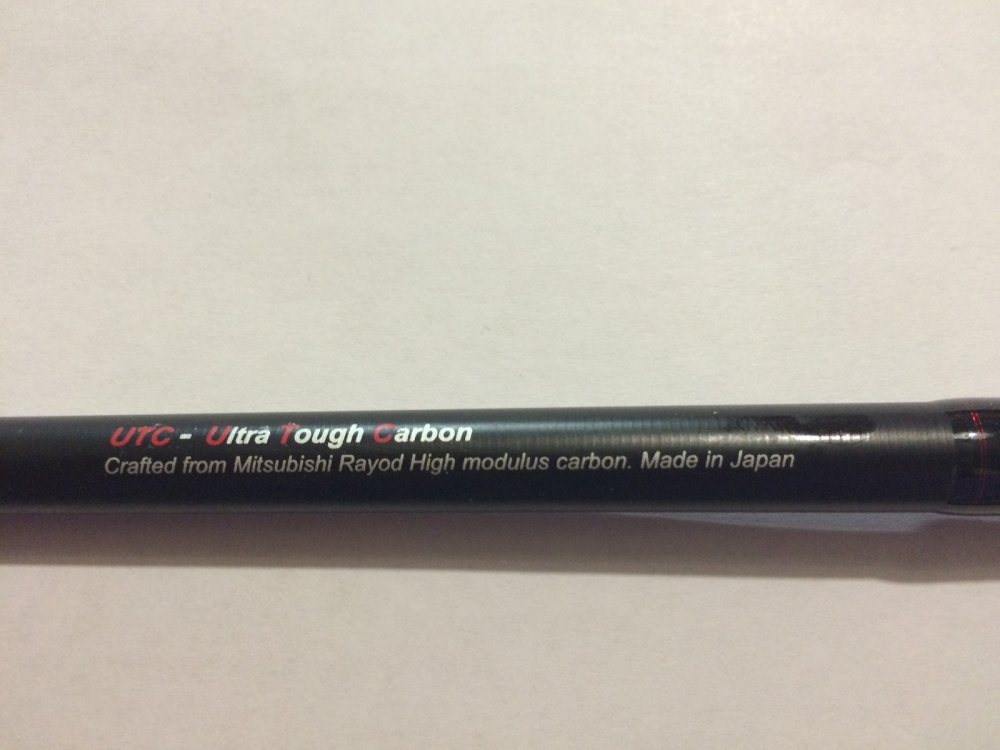 UTC - Ultra Tough Carbon
Crafted from Mitsubishi Rayod High modulus carbon. Made in Japan